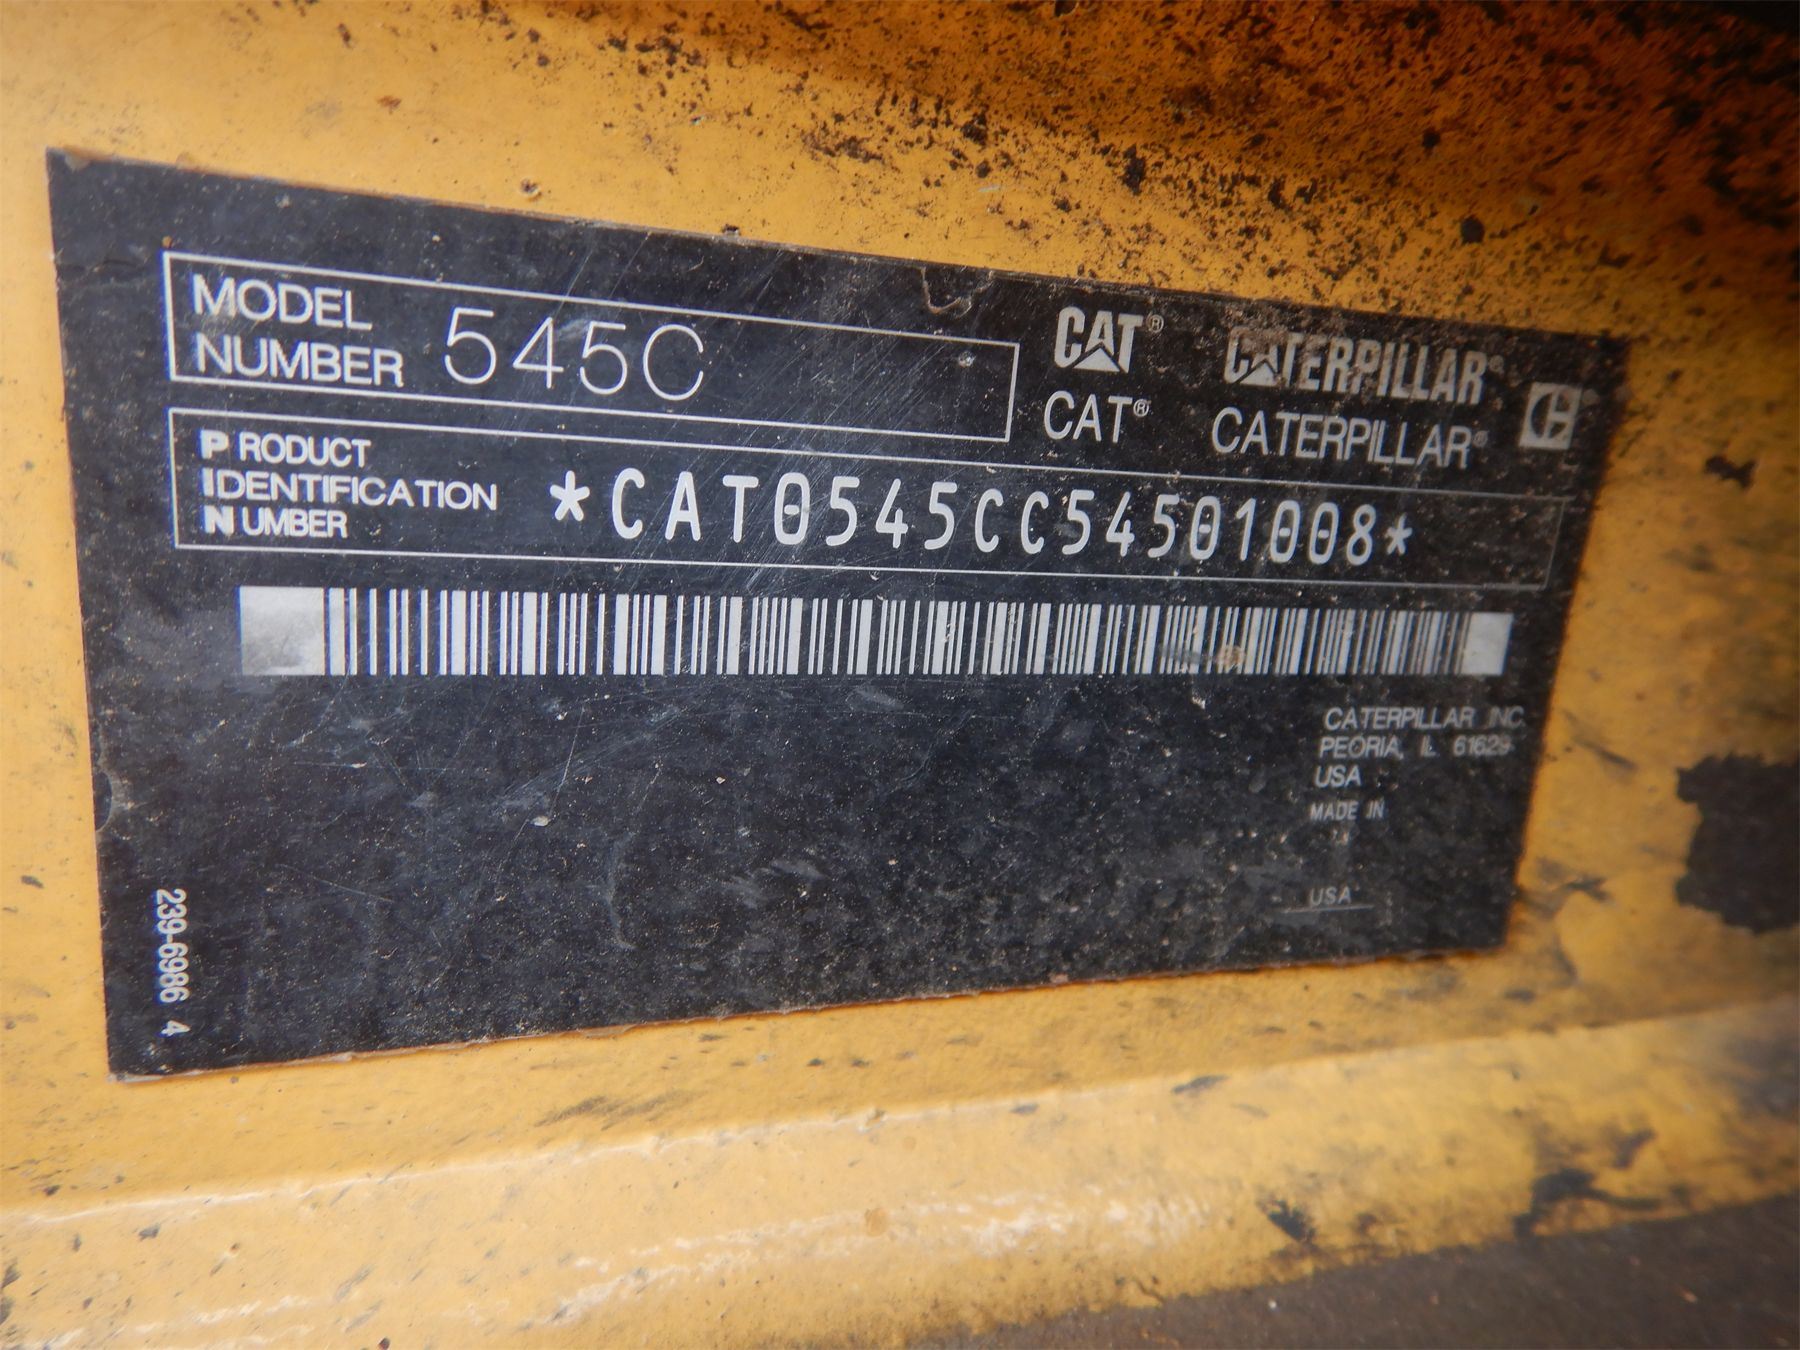 MODEL
NUMBER 545C
CAT® CATERPILLAR®
CAT® CATERPILLAR®
PRODUCT
IDENTIFICATION
NUMBER
*CAT0545CC54501008*
CATERPILLAR INC.
PEORIA, IL 61629
USA
MADE IN
USA
239-6986 4